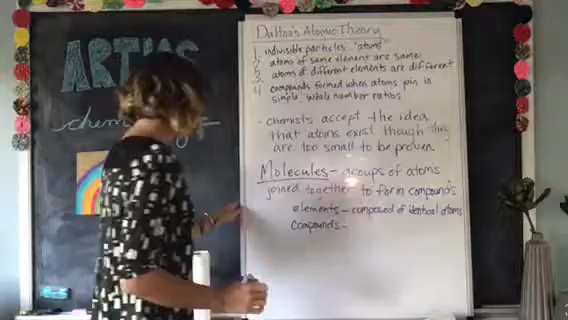 ARTIUS
chem
Dalton's Atomic Theory
1. indivisible particles "atoms"
2. atoms of same element are same.
3. atoms of different elements are different
4. compounds formed when atoms join in
simple, whole number ratios
- chemists accept the idea
that atoms exist though they
are too small to be proven
Molecules - groups of atoms
joined together to form compounds
elements - composed of identical atoms
compounds -